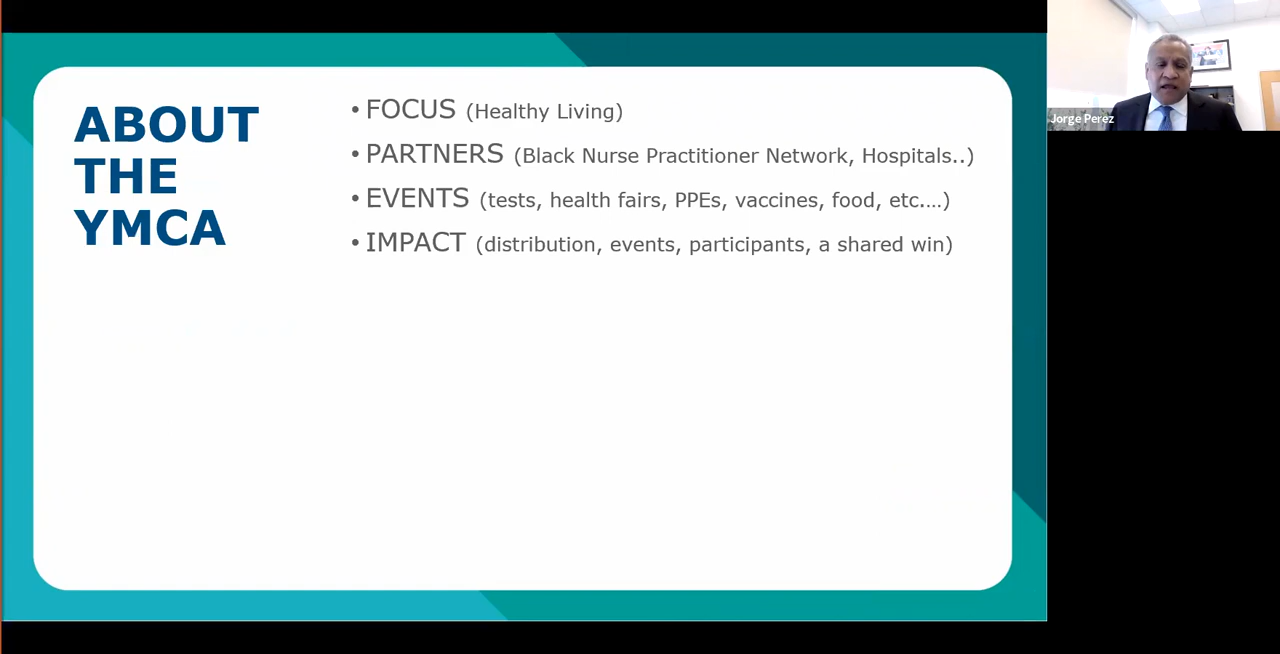 ABOUT
THE
YMCA
• FOCUS (Healthy Living)
• PARTNERS (Black Nurse Practitioner Network, Hospitals..)
• EVENTS (tests, health fairs, PPEs, vaccines, food, etc.…)
• IMPACT (distribution, events, participants, a shared win)
Jorge Perez